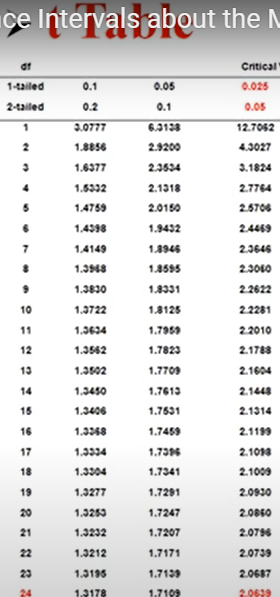 ce Intervals about the M
t Table
df Critical
1-tailed 0.1 0.05 0.025
2-tailed 0.2 0.1 0.05
1 3.0777 6.3138 12.7062
2 1.8856 2.9200 4.3027
3 1.6377 2.3534 3.1824
4 1.5332 2.1318 2.7764
5 1.4759 2.0150 2.5706
6 1.4398 1.9432 2.4469
7 1.4149 1.8946 2.3646
8 1.3968 1.8595 2.3060
9 1.3830 1.8331 2.2622
10 1.3722 1.8125 2.2281
11 1.3634 1.7959 2.2010
12 1.3562 1.7823 2.1788
13 1.3502 1.7709 2.1604
14 1.3450 1.7613 2.1448
15 1.3406 1.7531 2.1314
16 1.3368 1.7459 2.1199
17 1.3334 1.7396 2.1098
18 1.3304 1.7341 2.1009
19 1.3277 1.7291 2.0930
20 1.3253 1.7247 2.0860
21 1.3232 1.7207 2.0796
22 1.3212 1.7171 2.0739
23 1.3195 1.7139 2.0687
24 1.3178 1.7109 2.0639